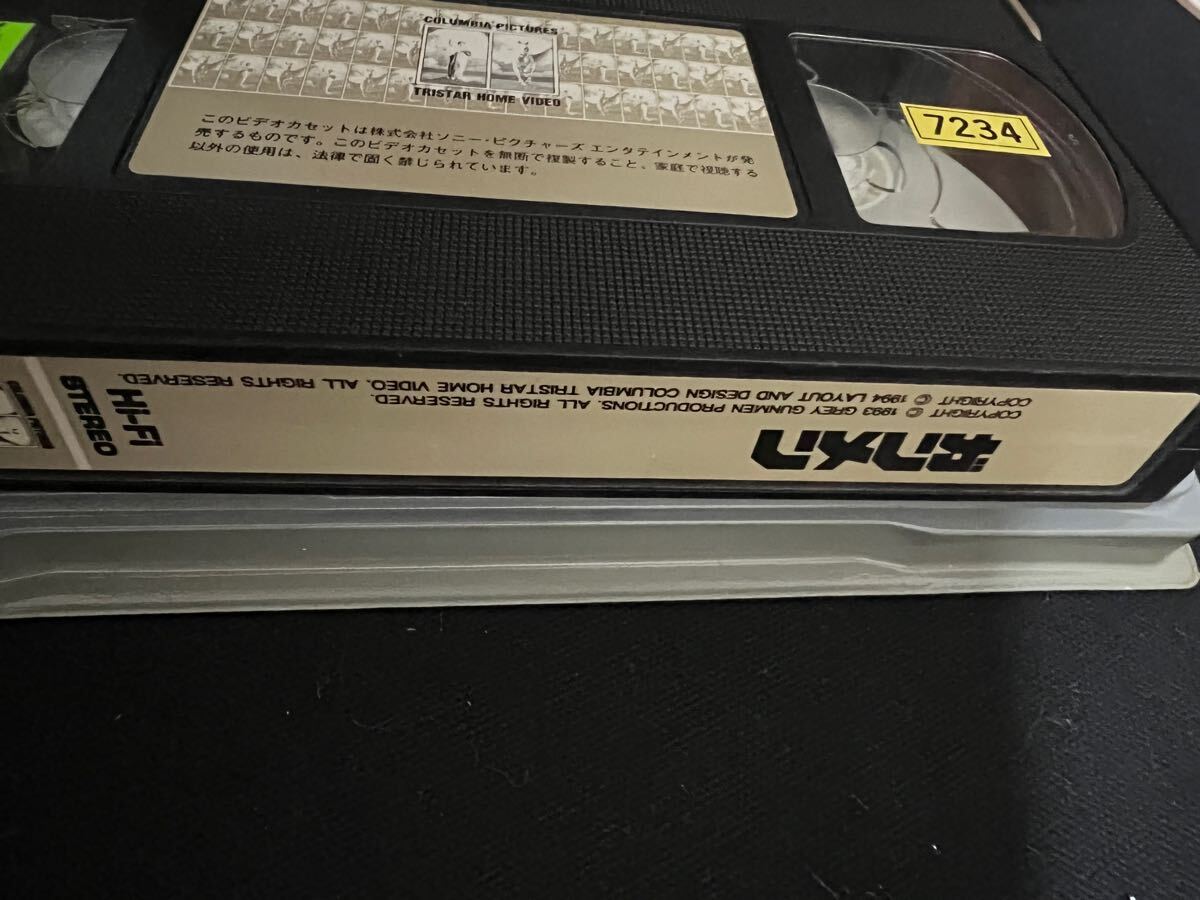 COLUMBIA PICTURES
TRISTAR HOME VIDEO
このビデオカセットは株式会社ソニー・ピクチャーズ エンタテインメントが発
売するものです。このビデオカセットを無断で複製すること、家庭で視聴する
以外の使用は、法律で固く禁じられています。
7234
ガンメン
COPYRIGHT © 1993 GREY GUNMEN PRODUCTIONS. ALL RIGHTS RESERVED.
COPYRIGHT © 1994 LAYOUT AND DESIGN COLUMBIA TRISTAR HOME VIDEO. ALL RIGHTS RESERVED.
HI-FI
STEREO